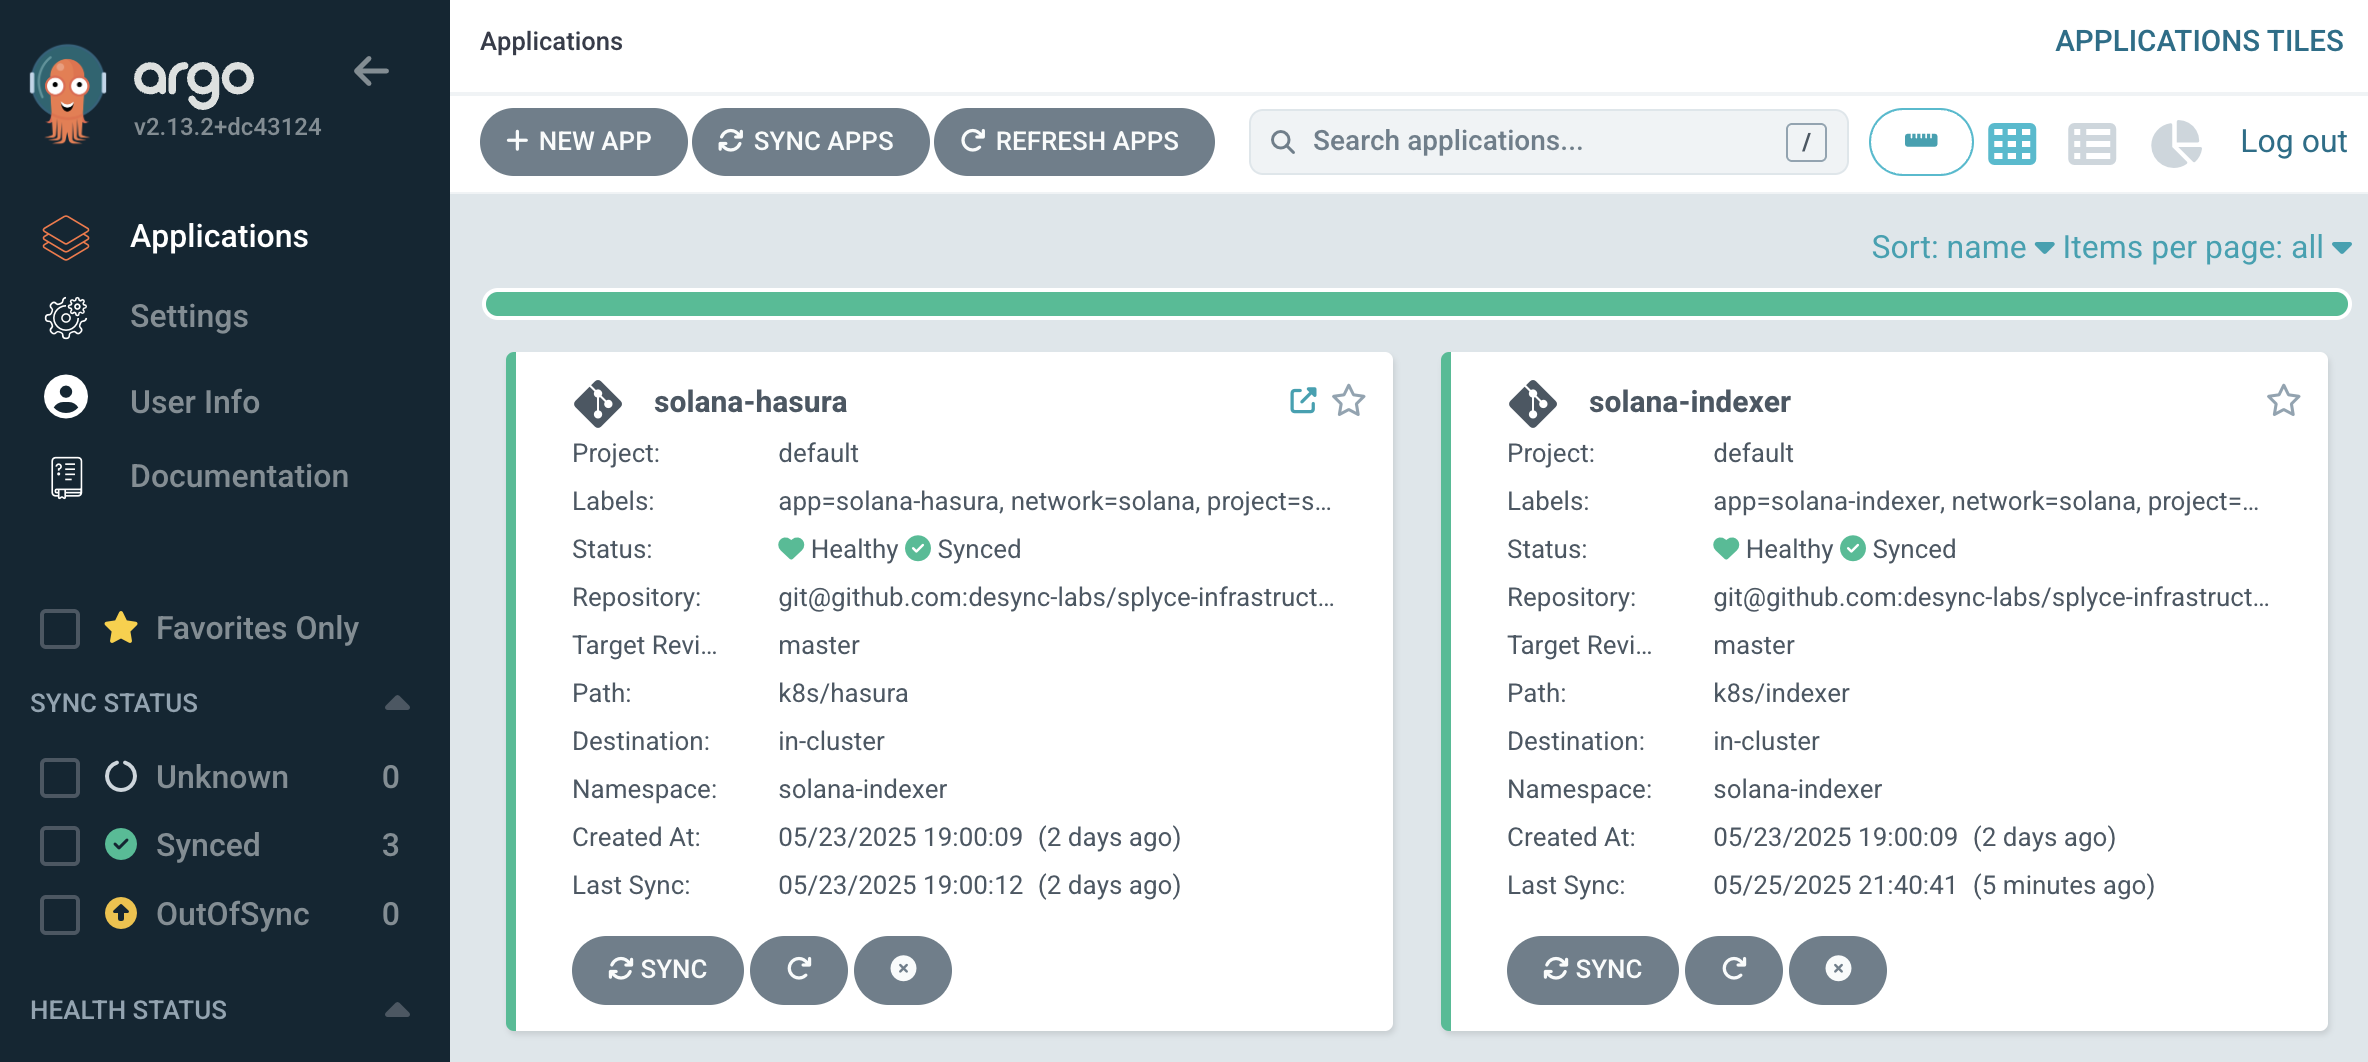 argo
v2.13.2+dc43124
Applications
Settings
User Info
Documentation
Favorites Only
SYNC STATUS
Unknown 0
Synced 3
OutOfSync 0
HEALTH STATUS
Applications
APPLICATIONS TILES
NEW APP
SYNC APPS
REFRESH APPS
Search applications...
/
Log out
Sort: name
Items per page: all
solana-hasura
Project: default
Labels: app=solana-hasura, network=solana, project=s...
Status: Healthy Synced
Repository: git@github.com:desync-labs/splyce-infrastruct...
Target Revi... master
Path: k8s/hasura
Destination: in-cluster
Namespace: solana-indexer
Created At: 05/23/2025 19:00:09 (2 days ago)
Last Sync: 05/23/2025 19:00:12 (2 days ago)
SYNC
solana-indexer
Project: default
Labels: app=solana-indexer, network=solana, project=...
Status: Healthy Synced
Repository: git@github.com:desync-labs/splyce-infrastruct...
Target Revi... master
Path: k8s/indexer
Destination: in-cluster
Namespace: solana-indexer
Created At: 05/23/2025 19:00:09 (2 days ago)
Last Sync: 05/25/2025 21:40:41 (5 minutes ago)
SYNC